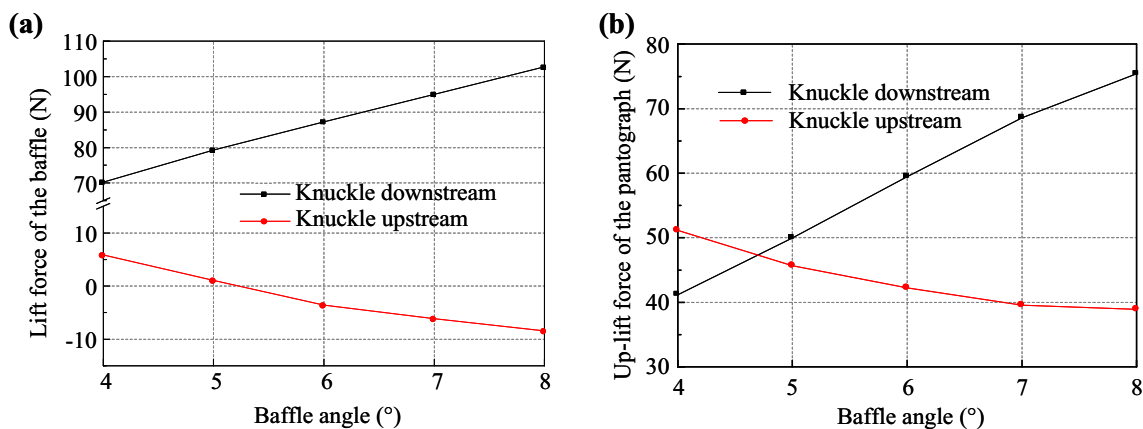 (a)
110
100
90
80
70
10
0
-10
Lift force of the baffle (N)
Knuckle downstream
Knuckle upstream
4 5 6 7 8
Baffle angle (°)
(b)
80
70
60
50
40
30
Up-lift force of the pantograph (N)
Knuckle downstream
Knuckle upstream
4 5 6 7 8
Baffle angle (°)